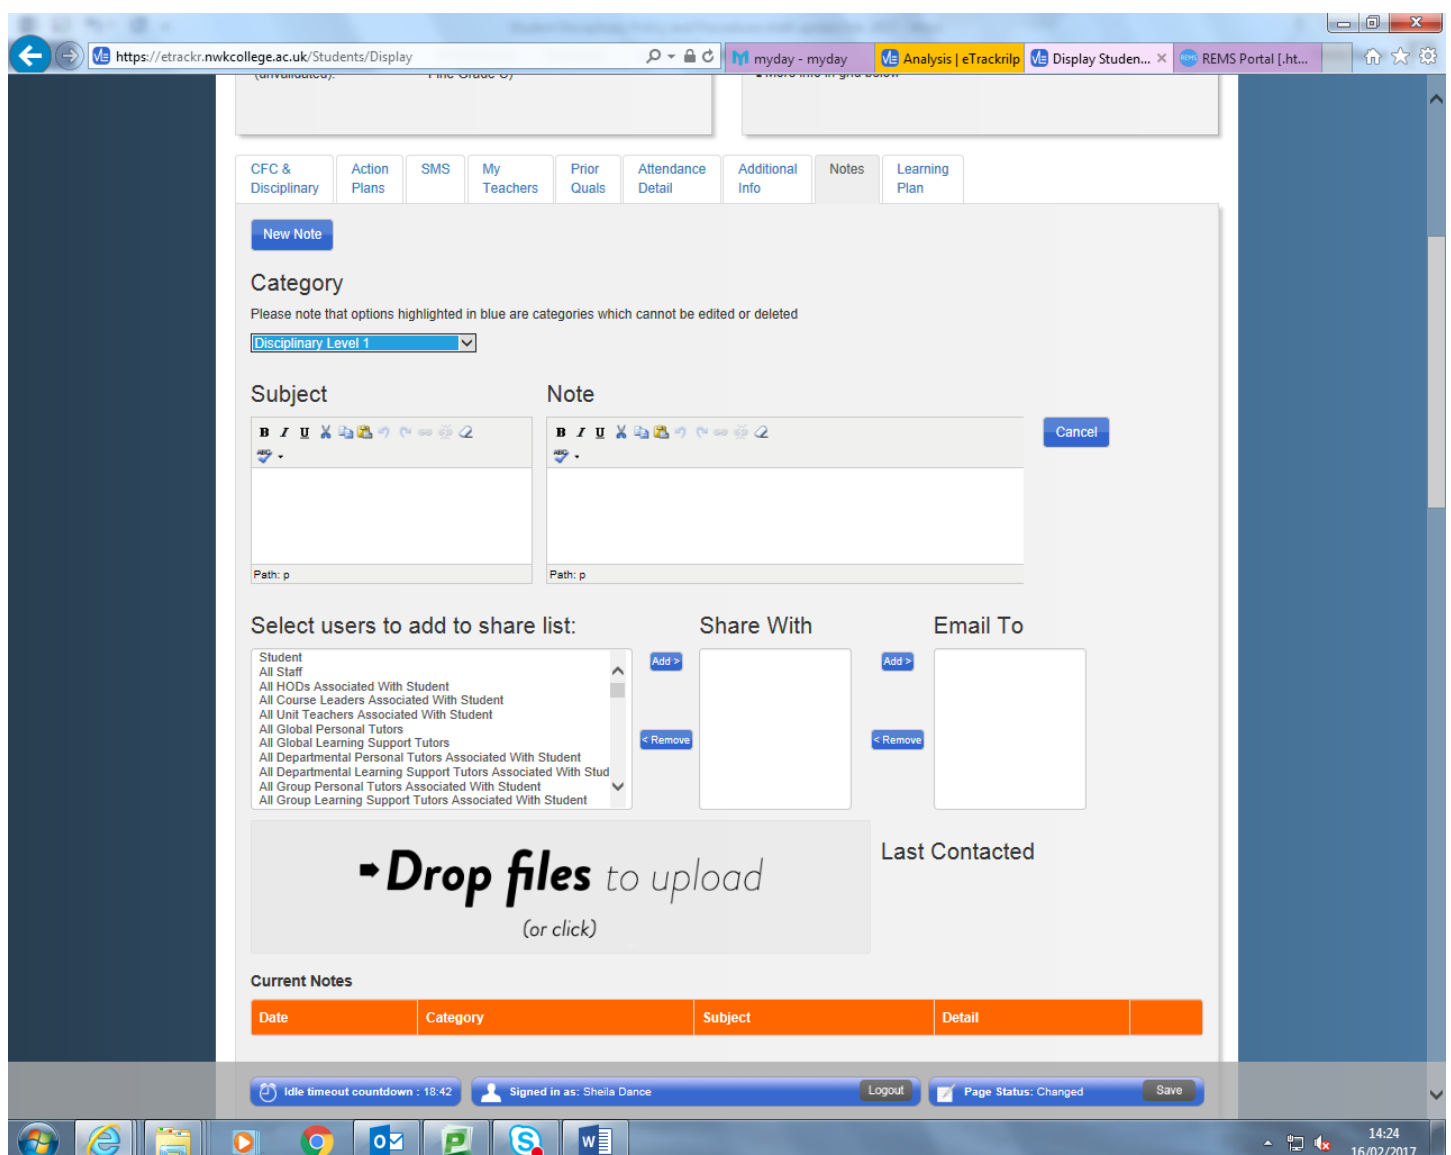 https://etrackr.nwkcollege.ac.uk/Students/Display
myday - myday
Analysis | eTrackrilp
Display Studen...
REMS Portal [.ht...
(unvalidated):
CFC & Disciplinary
Action Plans
SMS
My Teachers
Prior Quals
Attendance Detail
Additional Info
Notes
Learning Plan
New Note
Category
Please note that options highlighted in blue are categories which cannot be edited or deleted
Disciplinary Level 1
Subject
Note
B I U
ABC
B I U
ABC
Cancel
Path: p
Path: p
Select users to add to share list:
Share With
Email To
Student
All Staff
All HODs Associated With Student
All Course Leaders Associated With Student
All Unit Teachers Associated With Student
All Global Personal Tutors
All Global Learning Support Tutors
All Departmental Personal Tutors Associated With Student
All Departmental Learning Support Tutors Associated With Stud
All Group Personal Tutors Associated With Student
All Group Learning Support Tutors Associated With Student
Add >
< Remove
Add >
< Remove
Drop files to upload
(or click)
Last Contacted
Current Notes
Date Category Subject Detail
Idle timeout countdown : 18:42
Signed in as: Sheila Dance
Logout
Page Status: Changed
Save
14:24
16/02/2017